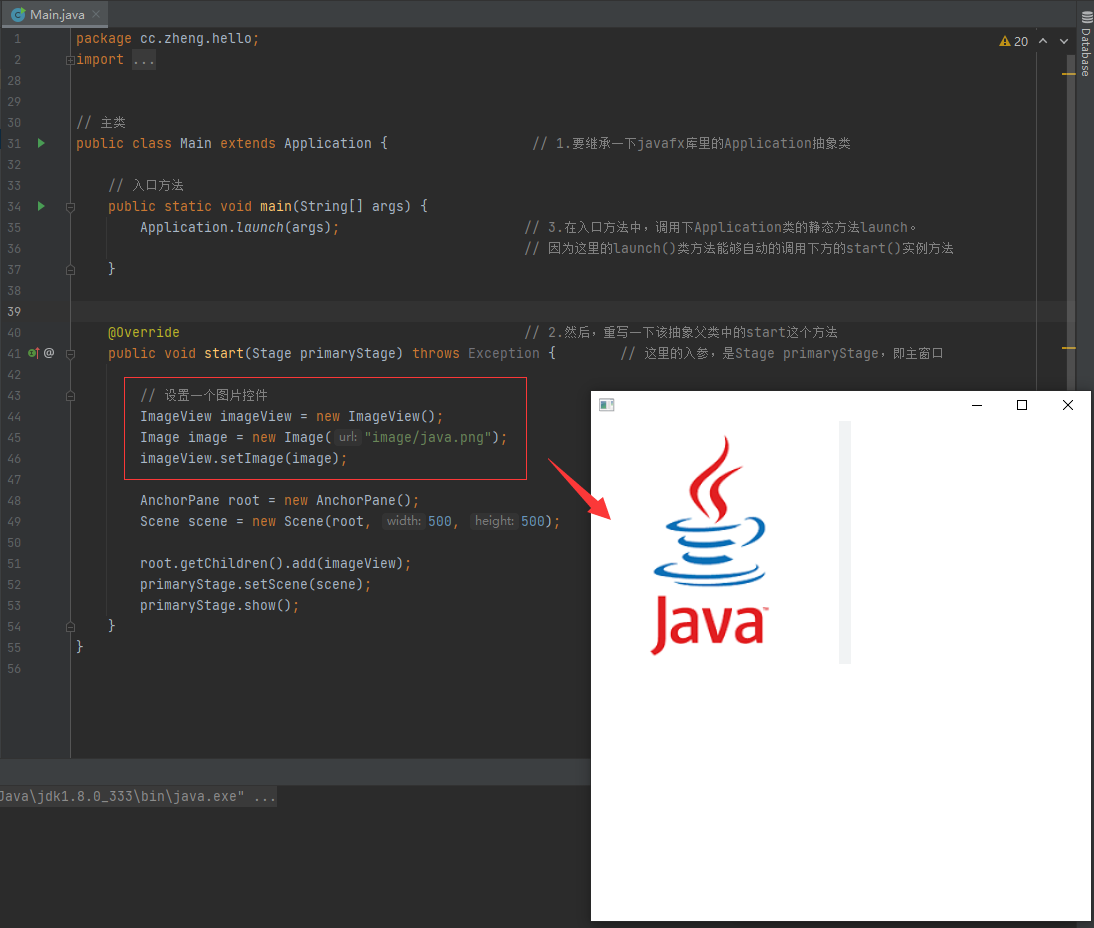 Main.java
20
Database
1 package cc.zheng.hello;
2 import ...
28
29
30 // 主类
31 public class Main extends Application { // 1.要继承一下javafx库里的Application抽象类
32
33 // 入口方法
34 public static void main(String[] args) {
35 Application.launch(args); // 3.在入口方法中，调用下Application类的静态方法launch。
36 // 因为这里的launch()类方法能够自动的调用下方的start()实例方法
37 }
38
39
40 @Override // 2.然后，重写一下该抽象父类中的start这个方法
41 @ public void start(Stage primaryStage) throws Exception { // 这里的入参，是Stage primaryStage，即主窗口
42
43 // 设置一个图片控件
44 ImageView imageView = new ImageView();
45 Image image = new Image( url: "image/java.png");
46 imageView.setImage(image);
47
48 AnchorPane root = new AnchorPane();
49 Scene scene = new Scene(root, width: 500, height: 500);
50
51 root.getChildren().add(imageView);
52 primaryStage.setScene(scene);
53 primaryStage.show();
54 }
55 }
56
Java\jdk1.8.0_333\bin\java.exe" ...
Java™